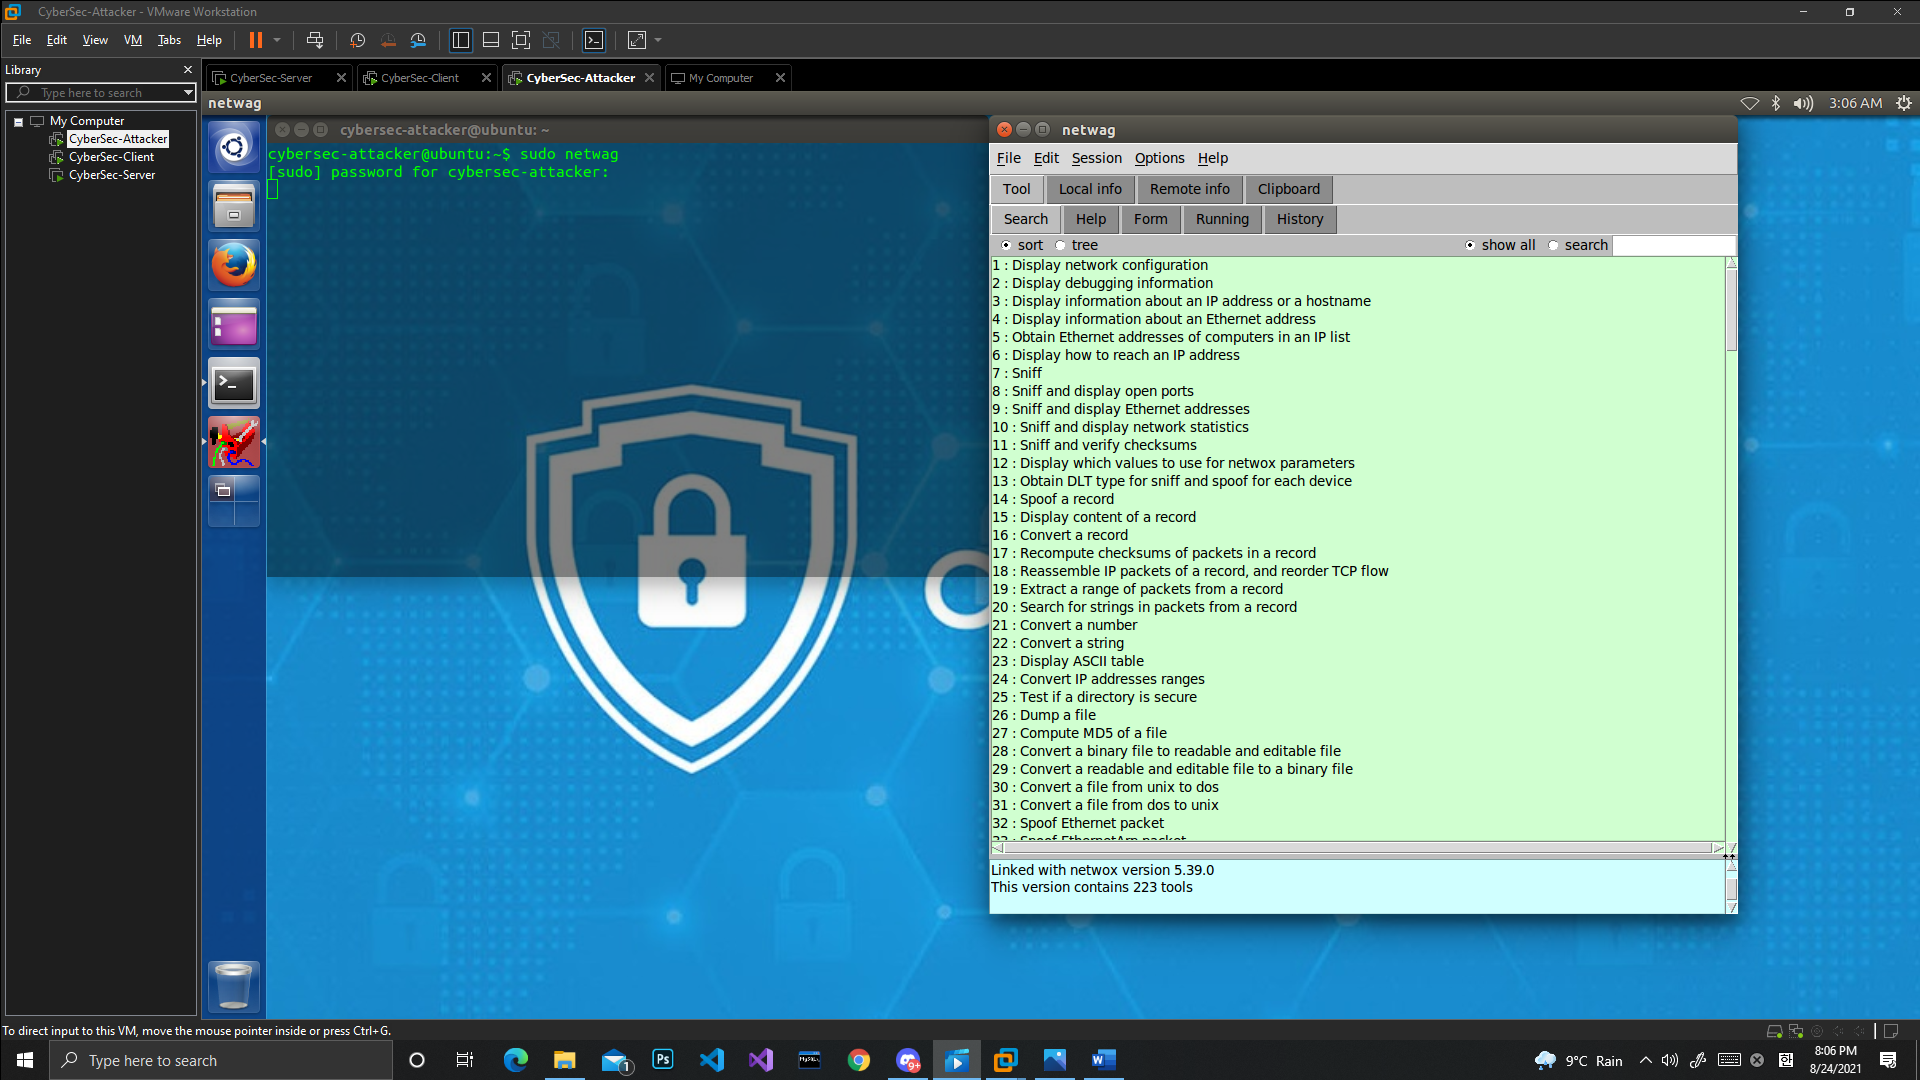 CyberSec-Attacker - VMware Workstation
File Edit View VM Tabs Help
Library
Type here to search
My Computer
CyberSec-Attacker
CyberSec-Client
CyberSec-Server
CyberSec-Server CyberSec-Client CyberSec-Attacker My Computer
netwag
3:06 AM
cybersec-attacker@ubuntu: ~
cybersec-attacker@ubuntu:~$ sudo netwag
[sudo] password for cybersec-attacker:
netwag
File Edit Session Options Help
Tool Local info Remote info Clipboard
Search Help Form Running History
sort tree show all search
1 : Display network configuration
2 : Display debugging information
3 : Display information about an IP address or a hostname
4 : Display information about an Ethernet address
5 : Obtain Ethernet addresses of computers in an IP list
6 : Display how to reach an IP address
7 : Sniff
8 : Sniff and display open ports
9 : Sniff and display Ethernet addresses
10 : Sniff and display network statistics
11 : Sniff and verify checksums
12 : Display which values to use for netwox parameters
13 : Obtain DLT type for sniff and spoof for each device
14 : Spoof a record
15 : Display content of a record
16 : Convert a record
17 : Recompute checksums of packets in a record
18 : Reassemble IP packets of a record, and reorder TCP flow
19 : Extract a range of packets from a record
20 : Search for strings in packets from a record
21 : Convert a number
22 : Convert a string
23 : Display ASCII table
24 : Convert IP addresses ranges
25 : Test if a directory is secure
26 : Dump a file
27 : Compute MD5 of a file
28 : Convert a binary file to readable and editable file
29 : Convert a readable and editable file to a binary file
30 : Convert a file from unix to dos
31 : Convert a file from dos to unix
32 : Spoof Ethernet packet
33 : Spoof EthernetArp packet
Linked with netwox version 5.39.0
This version contains 223 tools
To direct input to this VM, move the mouse pointer inside or press Ctrl+G.
Type here to search
1
Ps
MySQL
9+
9°C Rain
8:06 PM
8/24/2021